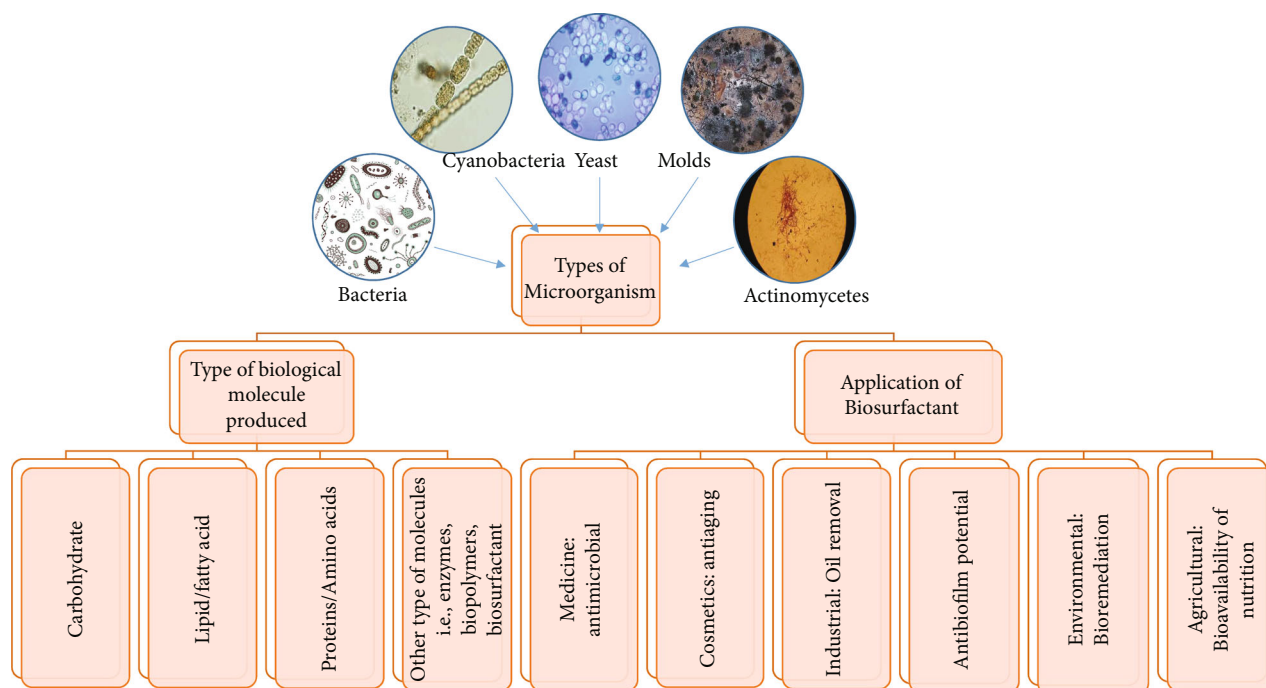 Cyanobacteria
Yeast
Molds
Bacteria
Actinomycetes
Types of
Microorganism
Type of biological
molecule
produced
Application of
Biosurfactant
Carbohydrate
Lipid/fatty acid
Proteins/Amino acids
Other type of molecules
i.e., enzymes,
biopolymers,
biosurfactant
Medicine:
antimicrobial
Cosmetics: antiaging
Industrial: Oil removal
Antibiofilm potential
Environmental:
Bioremediation
Agricultural:
Bioavailability of
nutrition